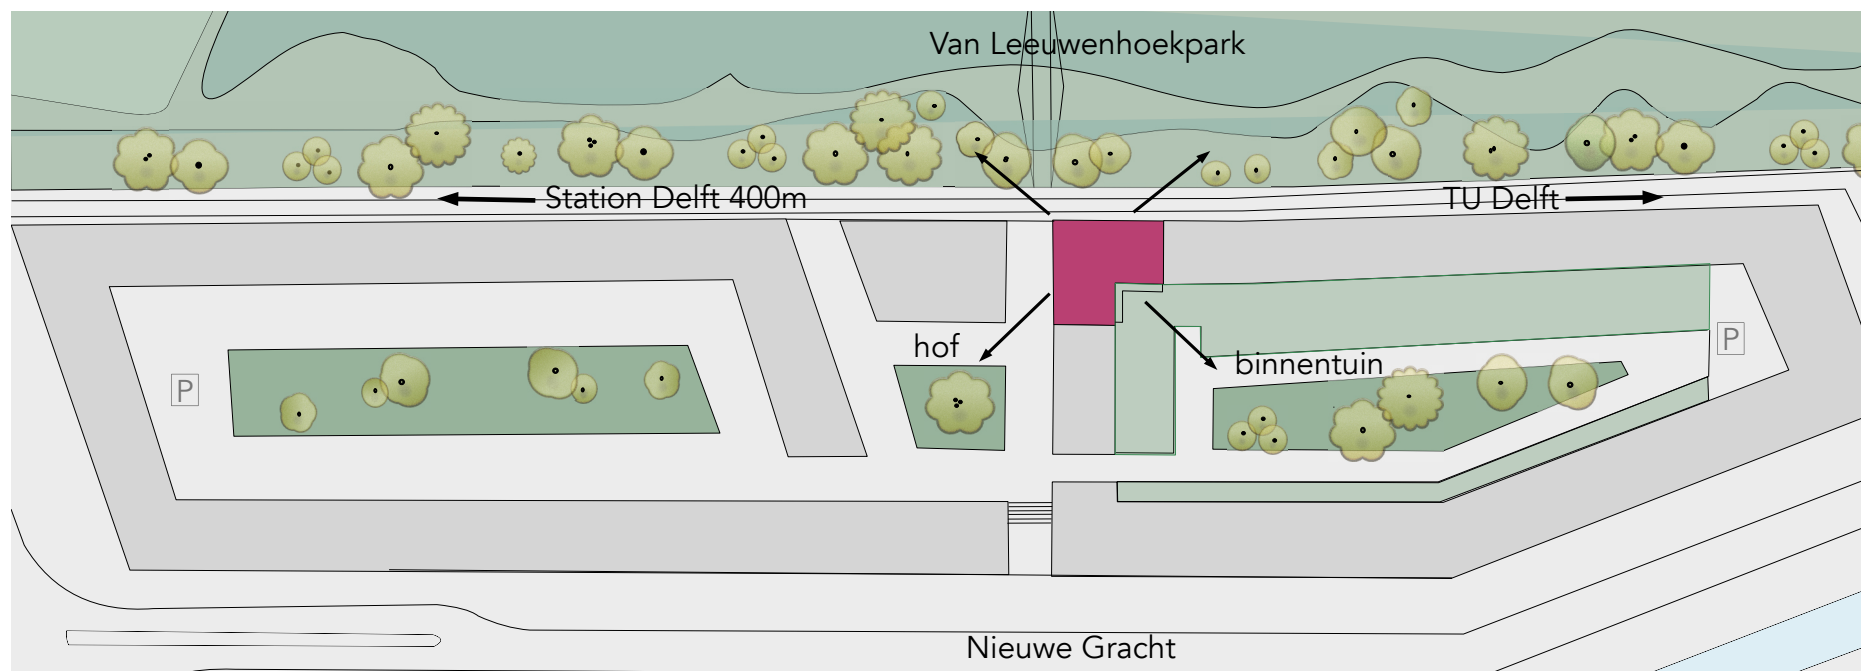 Van Leeuwenhoekpark
Station Delft 400m
TU Delft
hof
binnentuin
P
P
Nieuwe Gracht